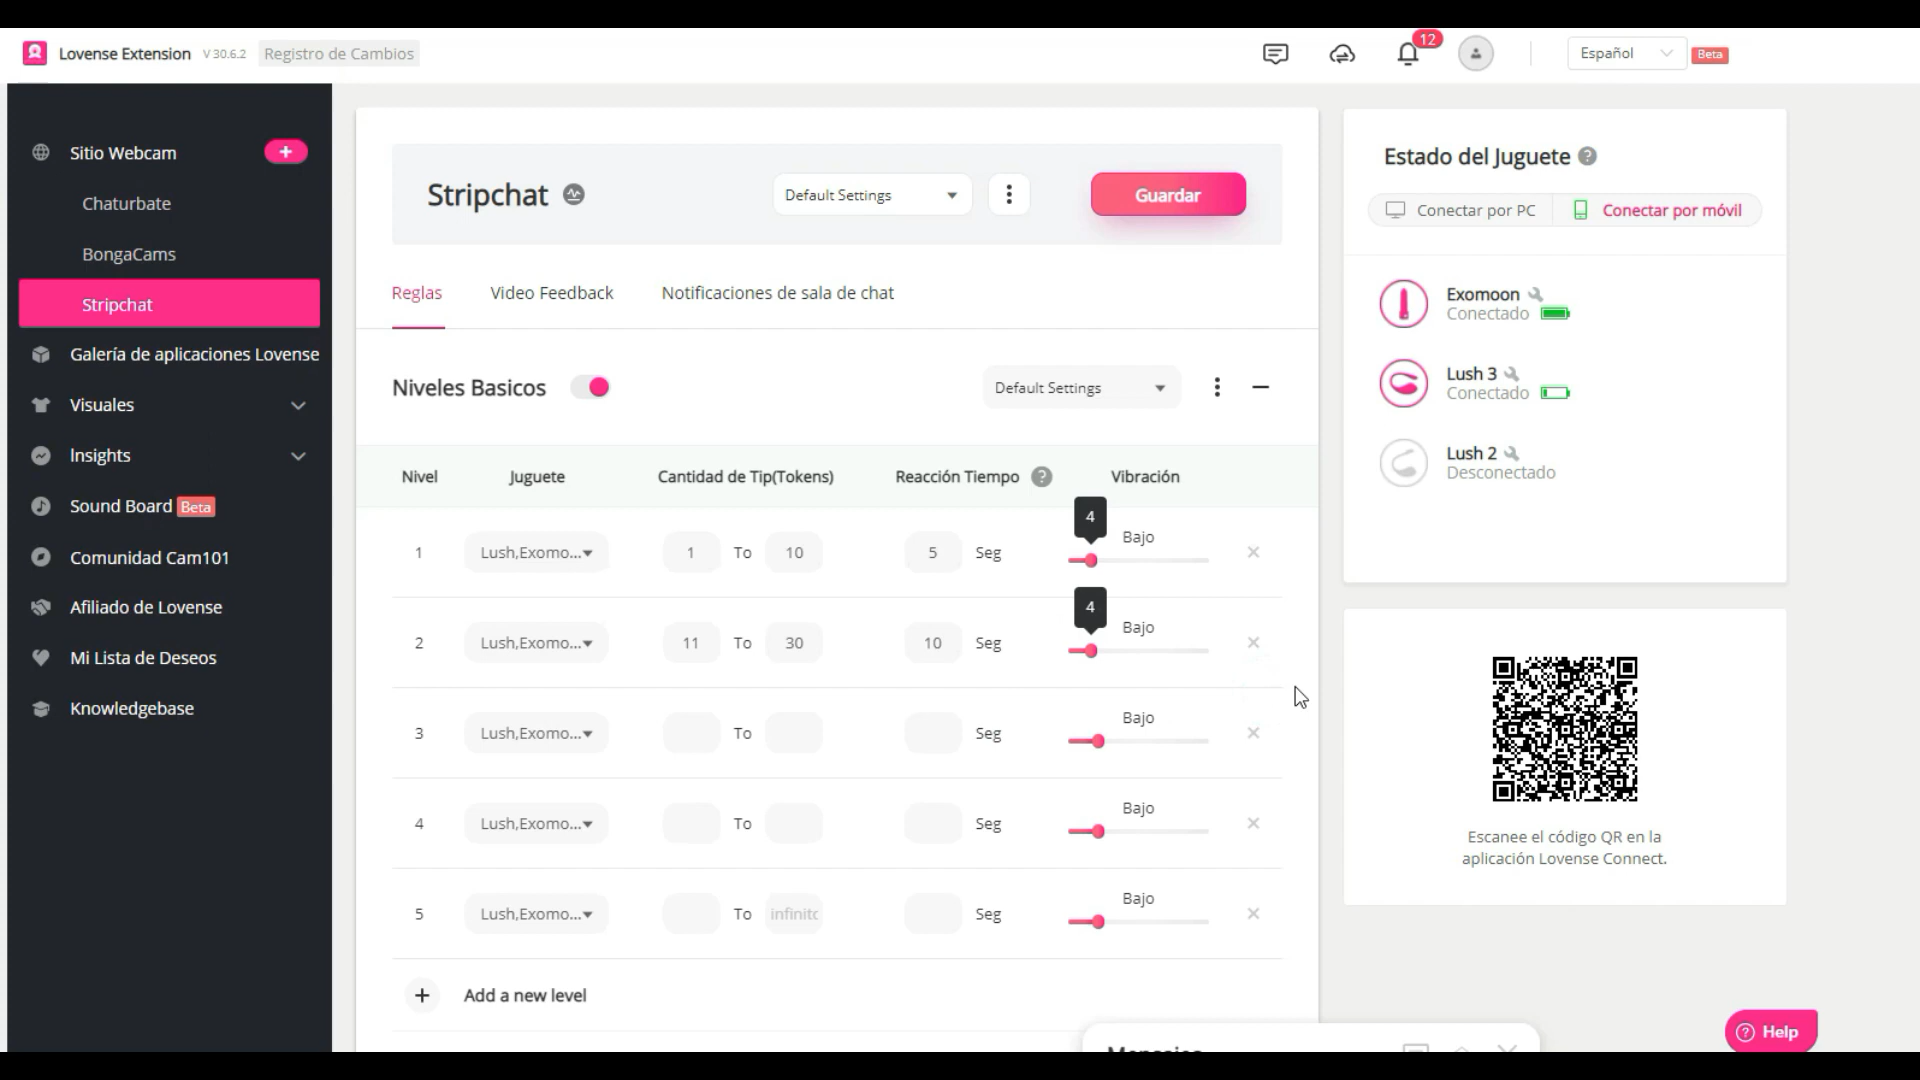 Lovense Extension V 30.6.2 Registro de Cambios
12
Español Beta
Sitio Webcam
Chaturbate
BongaCams
Stripchat
Galería de aplicaciones Lovense
Visuales
Insights
Sound Board Beta
Comunidad Cam101
Afiliado de Lovense
Mi Lista de Deseos
Knowledgebase
Stripchat Default Settings Guardar
Reglas Video Feedback Notificaciones de sala de chat
Niveles Basicos Default Settings
Nivel Juguete Cantidad de Tip(Tokens) Reacción Tiempo Vibración
1 Lush,Exomo... 1 To 10 5 Seg 4 Bajo
2 Lush,Exomo... 11 To 30 10 Seg 4 Bajo
3 Lush,Exomo... To Seg Bajo
4 Lush,Exomo... To Seg Bajo
5 Lush,Exomo... To Seg Bajo
Add a new level
Estado del Juguete
Conectar por PC Conectar por móvil
Exomoon
Conectado
Lush 3
Conectado
Lush 2
Desconectado
Escanee el código QR en la
aplicación Lovense Connect.
Help